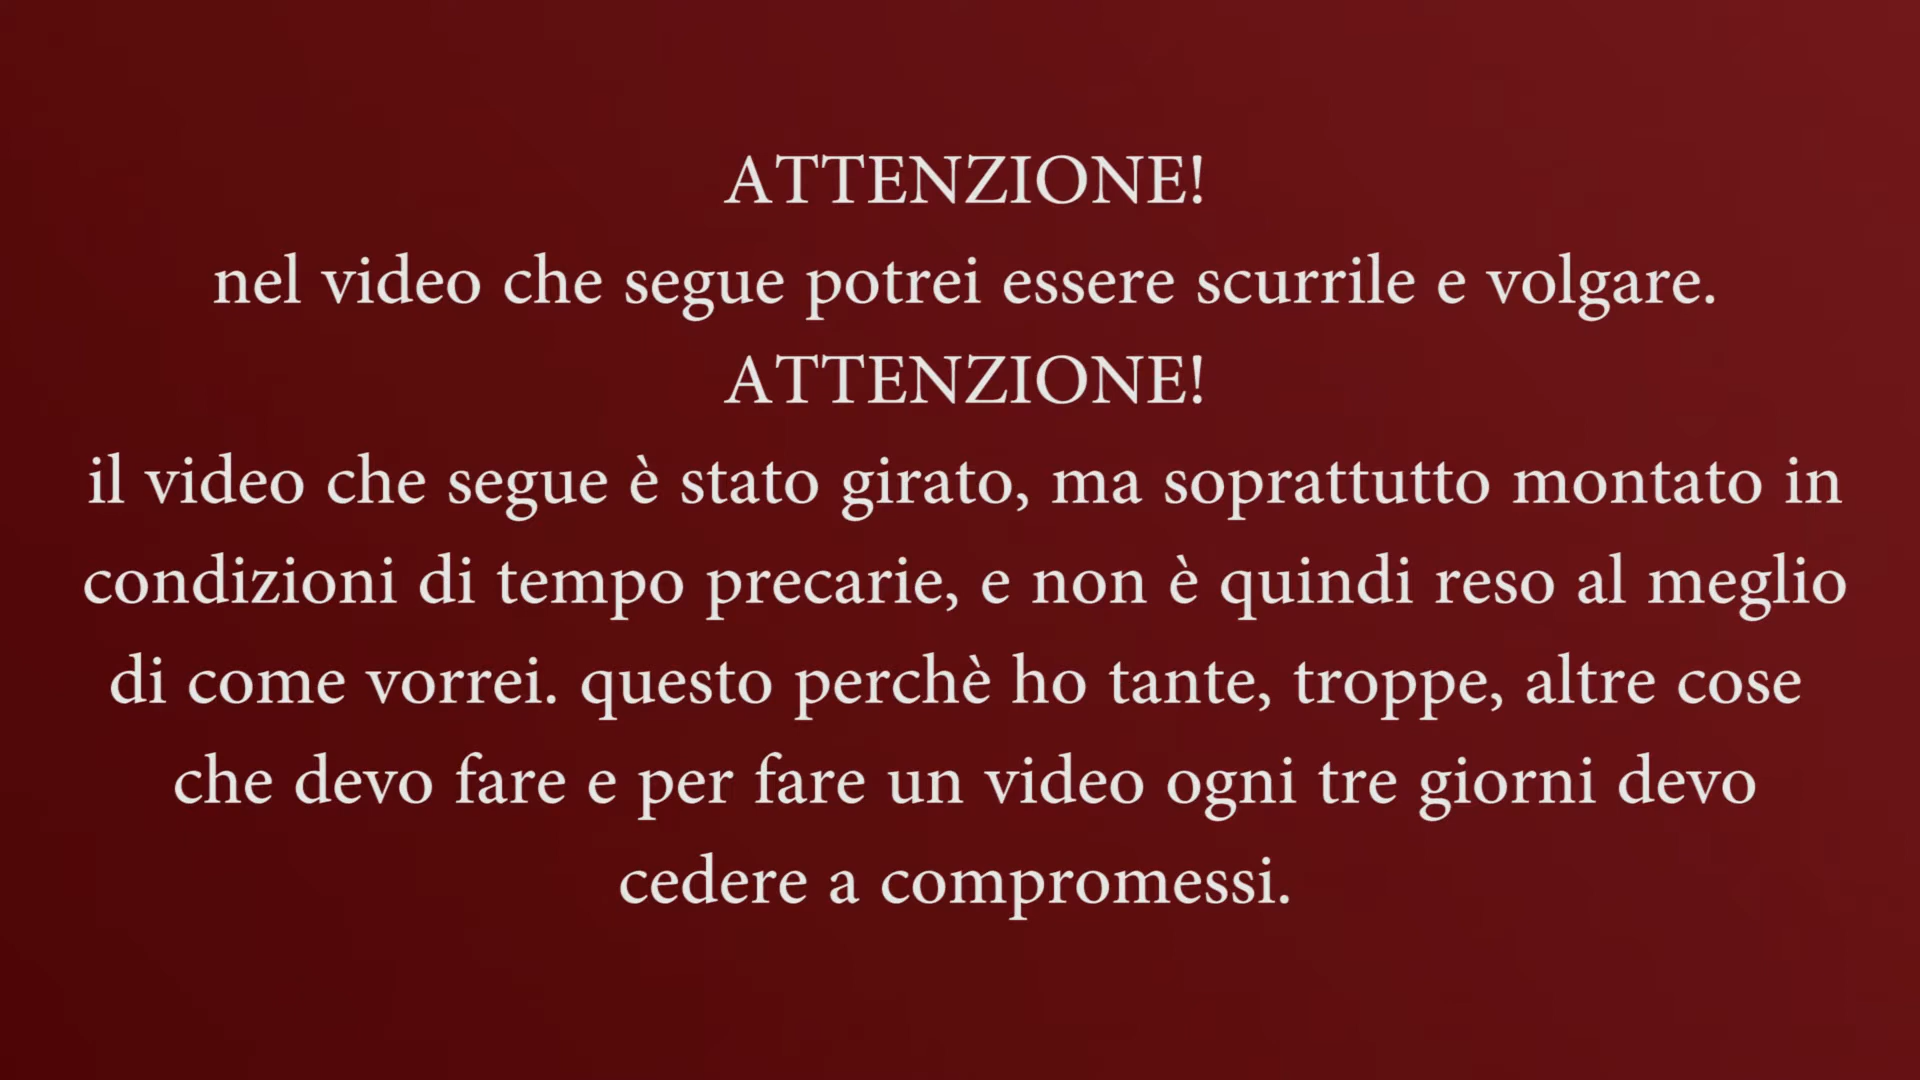 ATTENZIONE!
nel video che segue potrei essere scurrile e volgare.
ATTENZIONE!
il video che segue è stato girato, ma soprattutto montato in
condizioni di tempo precarie, e non è quindi reso al meglio
di come vorrei. questo perchè ho tante, troppe, altre cose
che devo fare e per fare un video ogni tre giorni devo
cedere a compromessi.